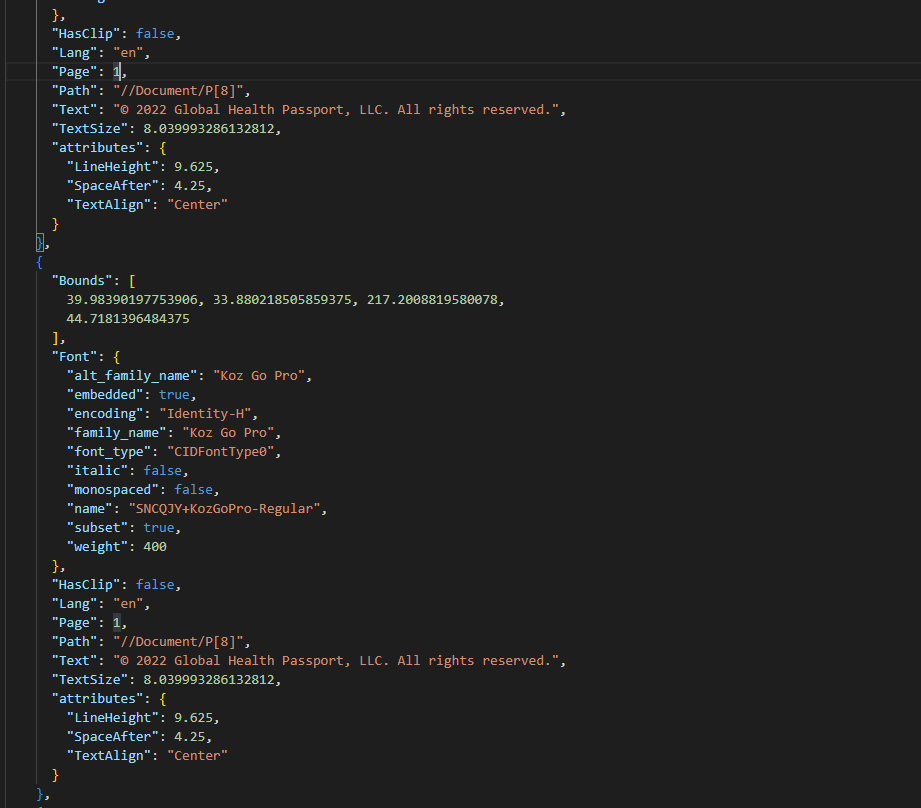 },
"HasClip": false,
"Lang": "en",
"Page": 1,
"Path": "//Document/P[8]",
"Text": "© 2022 Global Health Passport, LLC. All rights reserved.",
"TextSize": 8.039993286132812,
"attributes": {
"LineHeight": 9.625,
"SpaceAfter": 4.25,
"TextAlign": "Center"
}
},
{
"Bounds": [
39.98390197753906, 33.880218505859375, 217.2008819580078,
44.7181396484375
],
"Font": {
"alt_family_name": "Koz Go Pro",
"embedded": true,
"encoding": "Identity-H",
"family_name": "Koz Go Pro",
"font_type": "CIDFontType0",
"italic": false,
"monospaced": false,
"name": "SNCQJY+KozGoPro-Regular",
"subset": true,
"weight": 400
},
"HasClip": false,
"Lang": "en",
"Page": 1,
"Path": "//Document/P[8]",
"Text": "© 2022 Global Health Passport, LLC. All rights reserved.",
"TextSize": 8.039993286132812,
"attributes": {
"LineHeight": 9.625,
"SpaceAfter": 4.25,
"TextAlign": "Center"
}
},